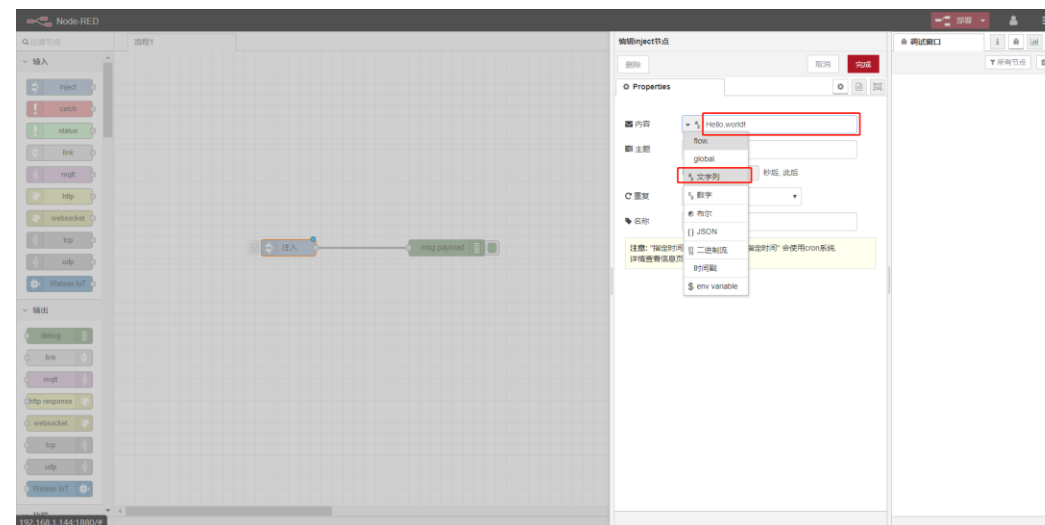 Node-RED
部署
过滤节点
流程1
编辑inject节点
调试窗口
删除
取消
完成
所有节点
Properties
输入
inject
catch
status
link
mqtt
http
websocket
tcp
udp
Watson IoT
输出
debug
link
mqtt
http response
websocket
tcp
udp
Watson IoT
注入
msg.payload
内容
Hello,world!
主题
flow.
global.
文字列
数字
布尔
{} JSON
二进制流
时间戳
$ env variable
秒后, 此后
重复
名称
注意: "指定时间
指定时间" 会使用cron系统.
详情查看信息页
192.168.1.144:1880/#